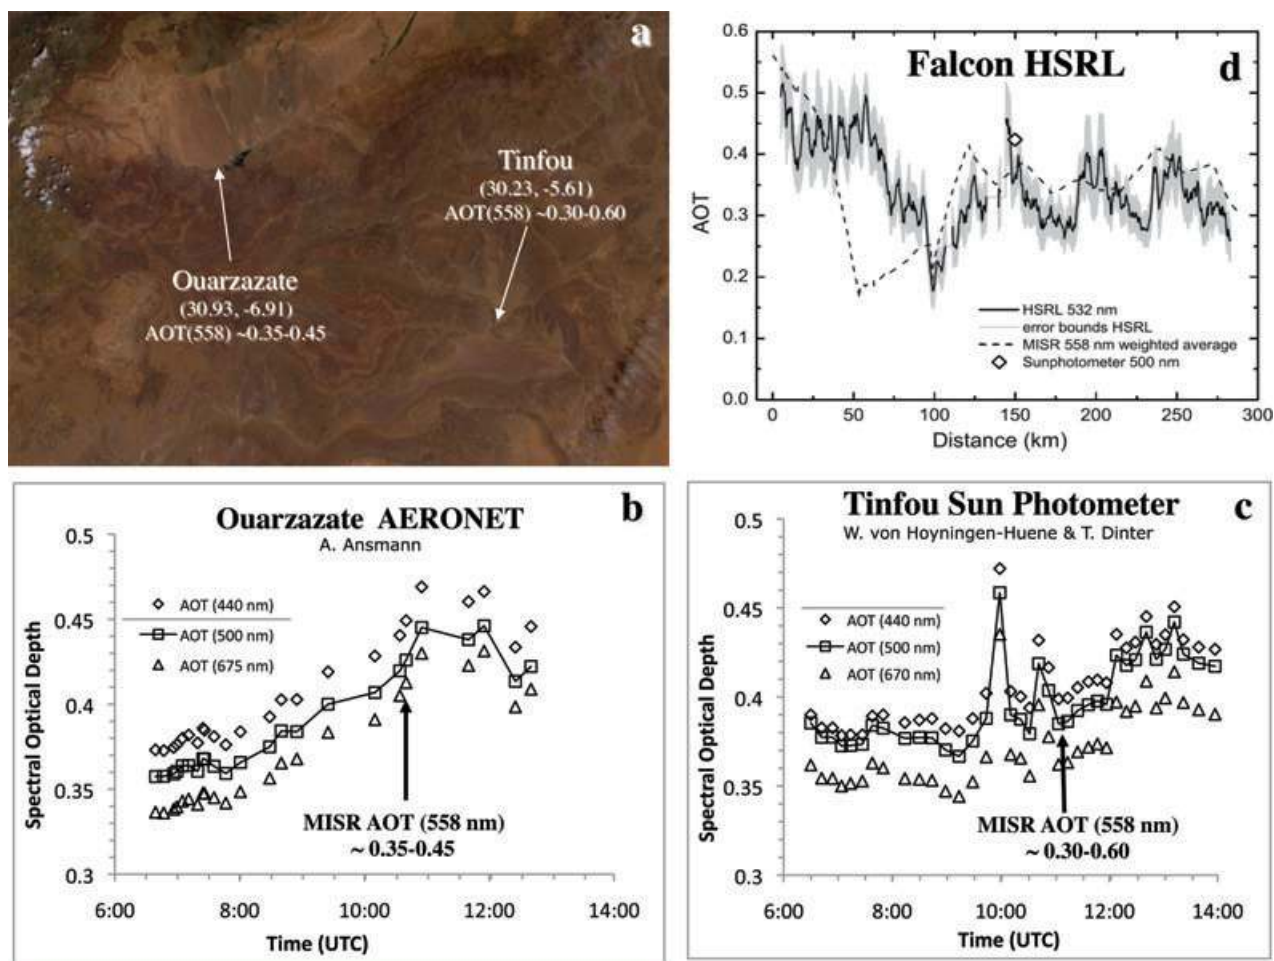 a
Tinfou
(30.23, -5.61)
AOT(558) ~0.30-0.60
Ouarzazate
(30.93, -6.91)
AOT(558) ~0.35-0.45
Falcon HSRL
d
0.6
0.5
0.4
0.3
0.2
0.1
0.0
AOT
HSRL 532 nm
error bounds HSRL
MISR 558 nm weighted average
Sunphotometer 500 nm
0
50
100
150
200
250
300
Distance (km)
Ouarzazate AERONET
b
A. Ansmann
0.5
0.45
0.4
0.35
0.3
Spectral Optical Depth
AOT (440 nm)
AOT (500 nm)
AOT (675 nm)
MISR AOT (558 nm)
~ 0.35-0.45
6:00
8:00
10:00
12:00
14:00
Time (UTC)
Tinfou Sun Photometer
c
W. von Hoyningen-Huene & T. Dinter
0.5
0.45
0.4
0.35
0.3
Spectral Optical Depth
AOT (440 nm)
AOT (500 nm)
AOT (670 nm)
MISR AOT (558 nm)
~ 0.30-0.60
6:00
8:00
10:00
12:00
14:00
Time (UTC)